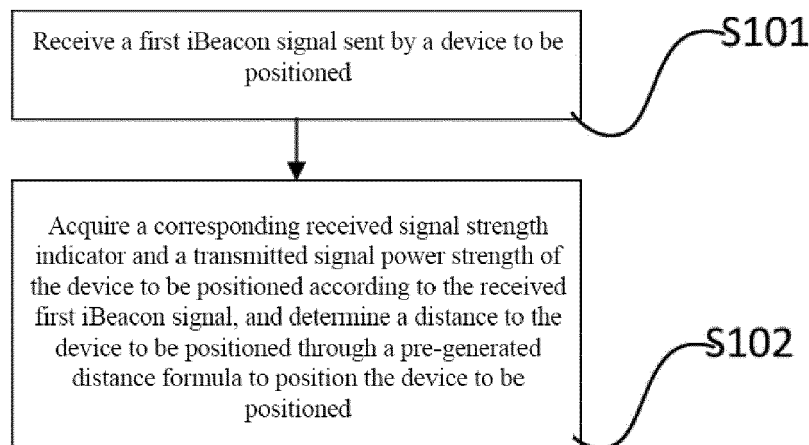 Receive a first iBeacon signal sent by a device to be
positioned
S101
Acquire a corresponding received signal strength
indicator and a transmitted signal power strength of
the device to be positioned according to the received
first iBeacon signal, and determine a distance to the
device to be positioned through a pre-generated
distance formula to position the device to be
positioned
S102